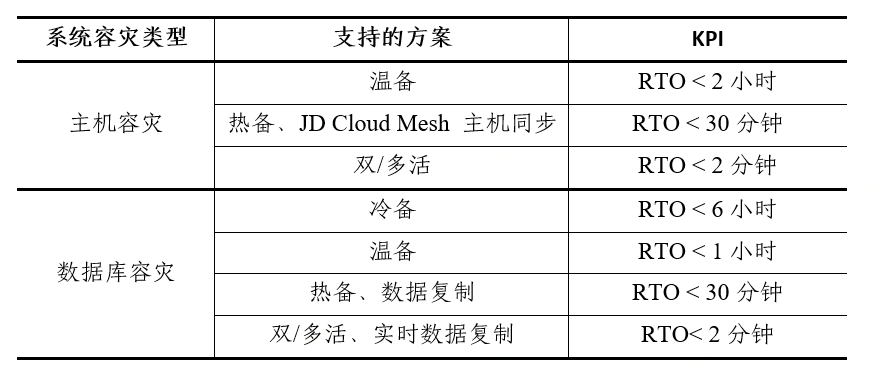 系统容灾类型 支持的方案 KPI
温备 RTO < 2 小时
主机容灾 热备、JD Cloud Mesh 主机同步 RTO < 30 分钟
双/多活 RTO < 2 分钟
冷备 RTO < 6 小时
温备 RTO < 1 小时
数据库容灾
热备、数据复制 RTO < 30 分钟
双/多活、实时数据复制 RTO< 2 分钟